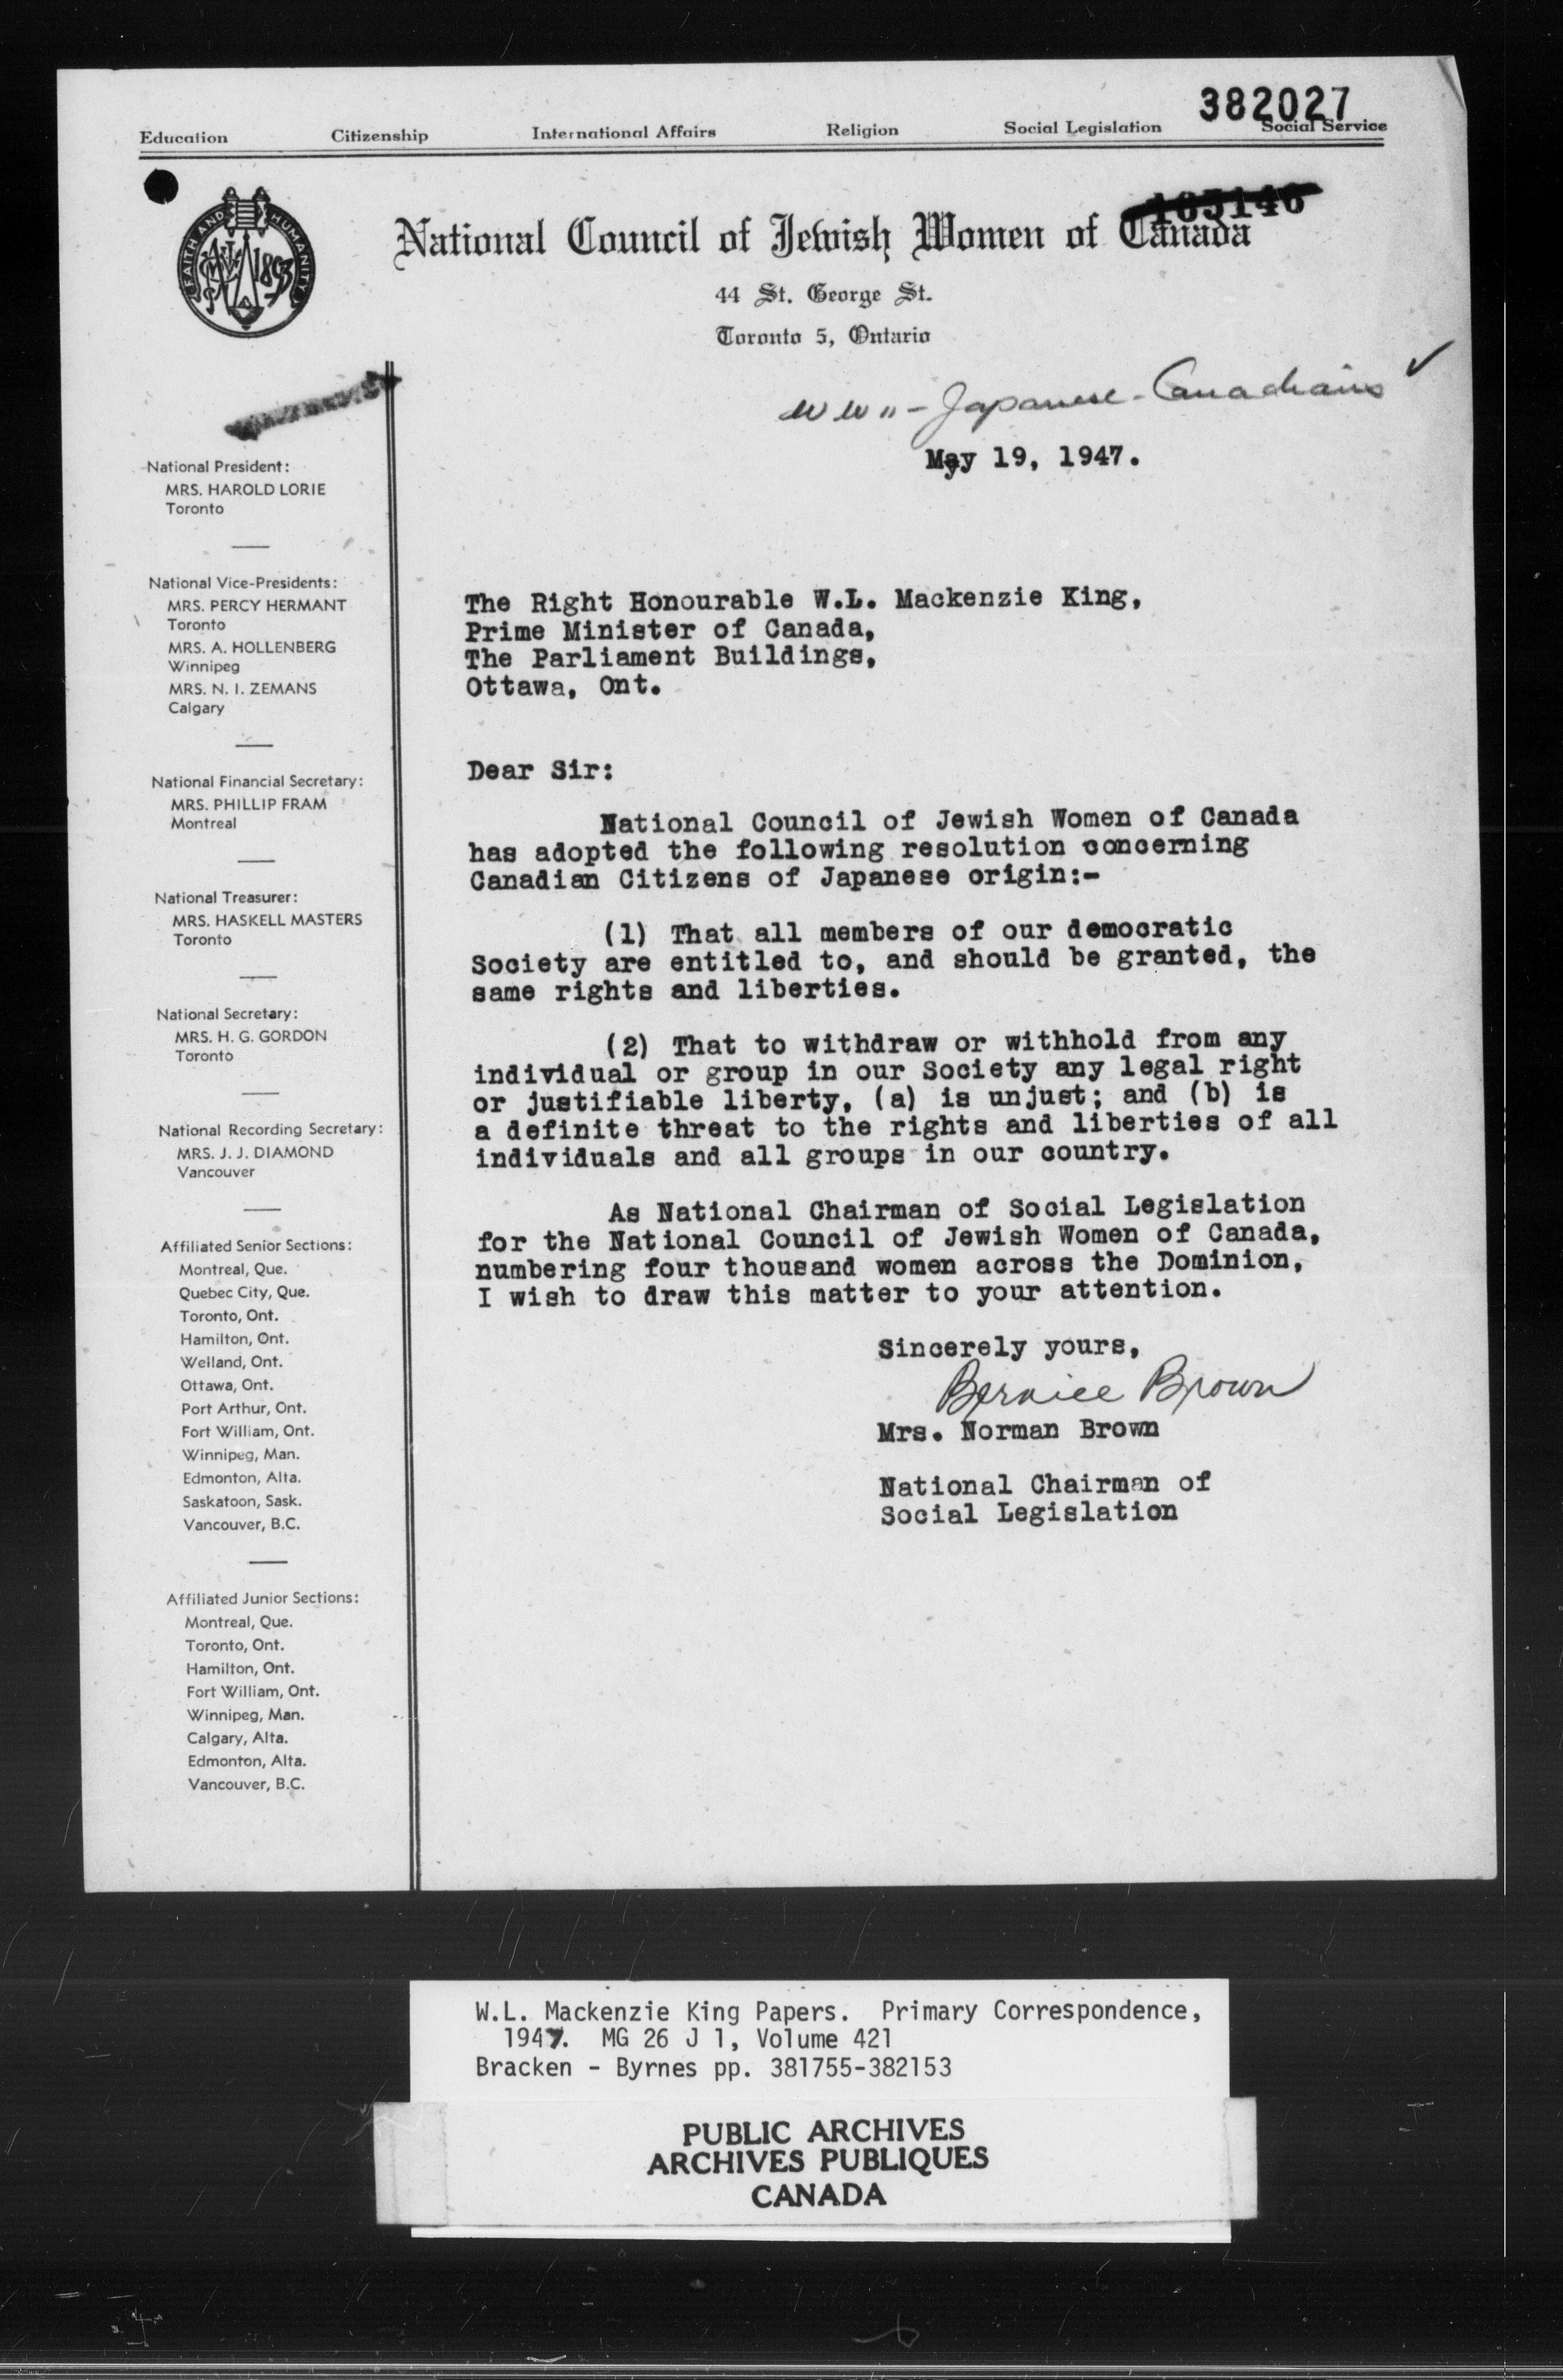 382027
Education Citizenship International Affairs Religion Social Legislation Social Service
FAITH AND HUMANITY
1893
165146
National Council of Jewish Women of Canada
44 St. George St.
Toronto 5, Ontario
WW II - Japanese-Canadians ✓
May 19, 1947.
National President:
MRS. HAROLD LORIE
Toronto
National Vice-Presidents:
MRS. PERCY HERMANT
Toronto
MRS. A. HOLLENBERG
Winnipeg
MRS. N. I. ZEMANS
Calgary
National Financial Secretary:
MRS. PHILLIP FRAM
Montreal
National Treasurer:
MRS. HASKELL MASTERS
Toronto
National Secretary:
MRS. H. G. GORDON
Toronto
National Recording Secretary:
MRS. J. J. DIAMOND
Vancouver
Affiliated Senior Sections:
Montreal, Que.
Quebec City, Que.
Toronto, Ont.
Hamilton, Ont.
Welland, Ont.
Ottawa, Ont.
Port Arthur, Ont.
Fort William, Ont.
Winnipeg, Man.
Edmonton, Alta.
Saskatoon, Sask.
Vancouver, B.C.
Affiliated Junior Sections:
Montreal, Que.
Toronto, Ont.
Hamilton, Ont.
Fort William, Ont.
Winnipeg, Man.
Calgary, Alta.
Edmonton, Alta.
Vancouver, B.C.
The Right Honourable W.L. Mackenzie King,
Prime Minister of Canada,
The Parliament Buildings,
Ottawa, Ont.
Dear Sir:
National Council of Jewish Women of Canada
has adopted the following resolution concerning
Canadian Citizens of Japanese origin:-
(1) That all members of our democratic
Society are entitled to, and should be granted, the
same rights and liberties.
(2) That to withdraw or withhold from any
individual or group in our Society any legal right
or justifiable liberty, (a) is unjust; and (b) is
a definite threat to the rights and liberties of all
individuals and all groups in our country.
As National Chairman of Social Legislation
for the National Council of Jewish Women of Canada,
numbering four thousand women across the Dominion,
I wish to draw this matter to your attention.
Sincerely yours,
Bernice Brown
Mrs. Norman Brown
National Chairman of
Social Legislation
W.L. Mackenzie King Papers. Primary Correspondence,
1947. MG 26 J 1, Volume 421
Bracken - Byrnes pp. 381755-382153
PUBLIC ARCHIVES
ARCHIVES PUBLIQUES
CANADA